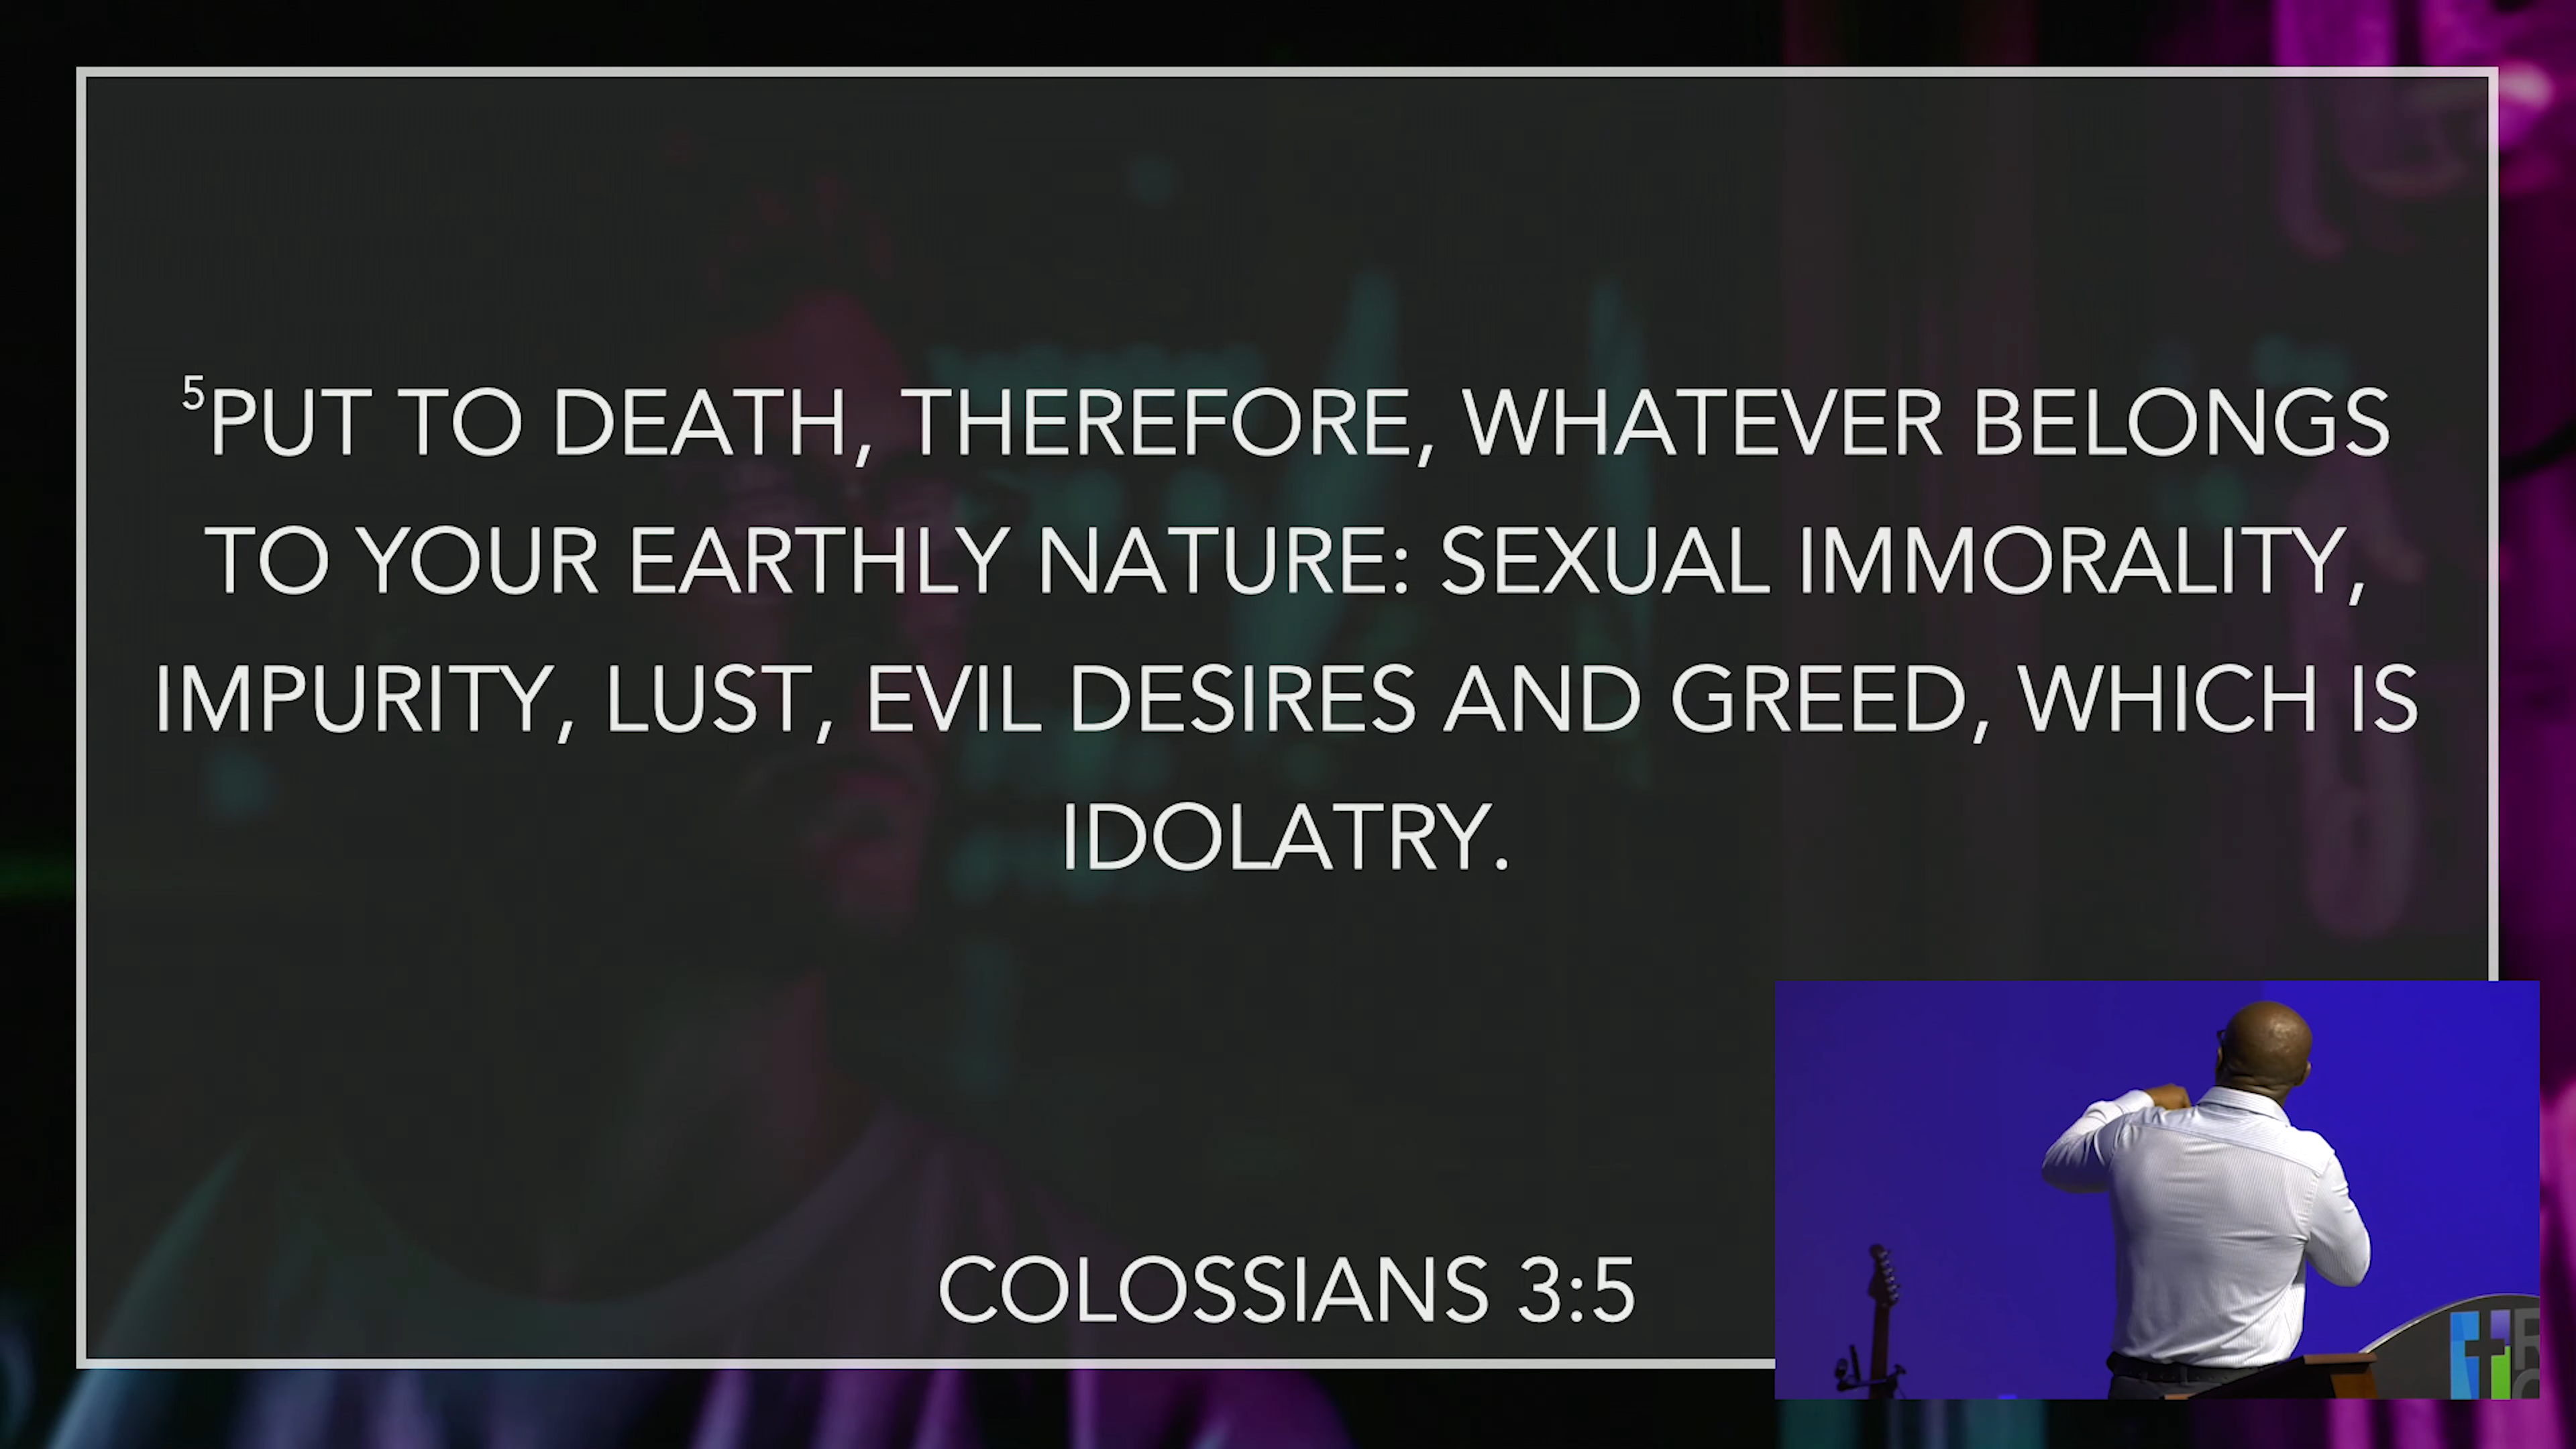 ⁵PUT TO DEATH, THEREFORE, WHATEVER BELONGS
TO YOUR EARTHLY NATURE: SEXUAL IMMORALITY,
IMPURITY, LUST, EVIL DESIRES AND GREED, WHICH IS
IDOLATRY.
COLOSSIANS 3:5